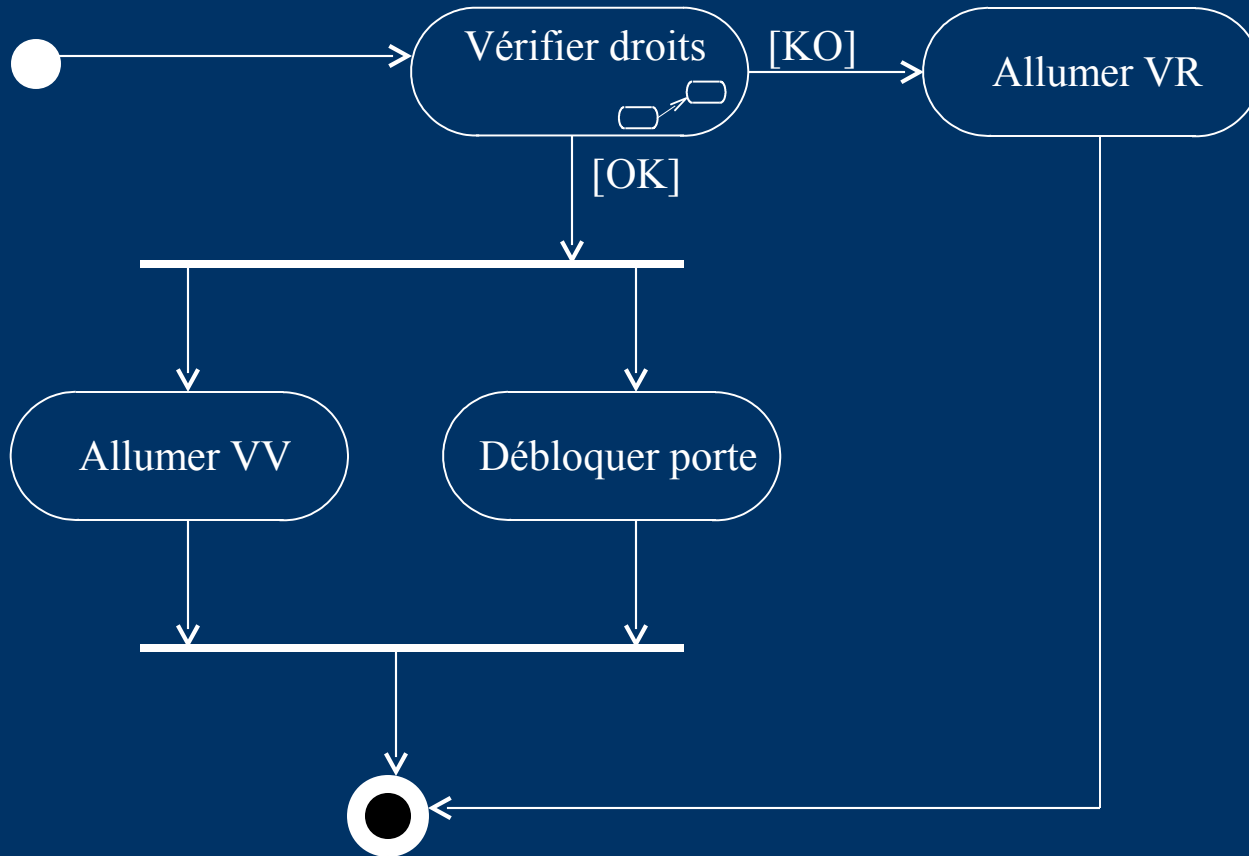 Vérifier droits
[KO]
Allumer VR
[OK]
Allumer VV
Débloquer porte